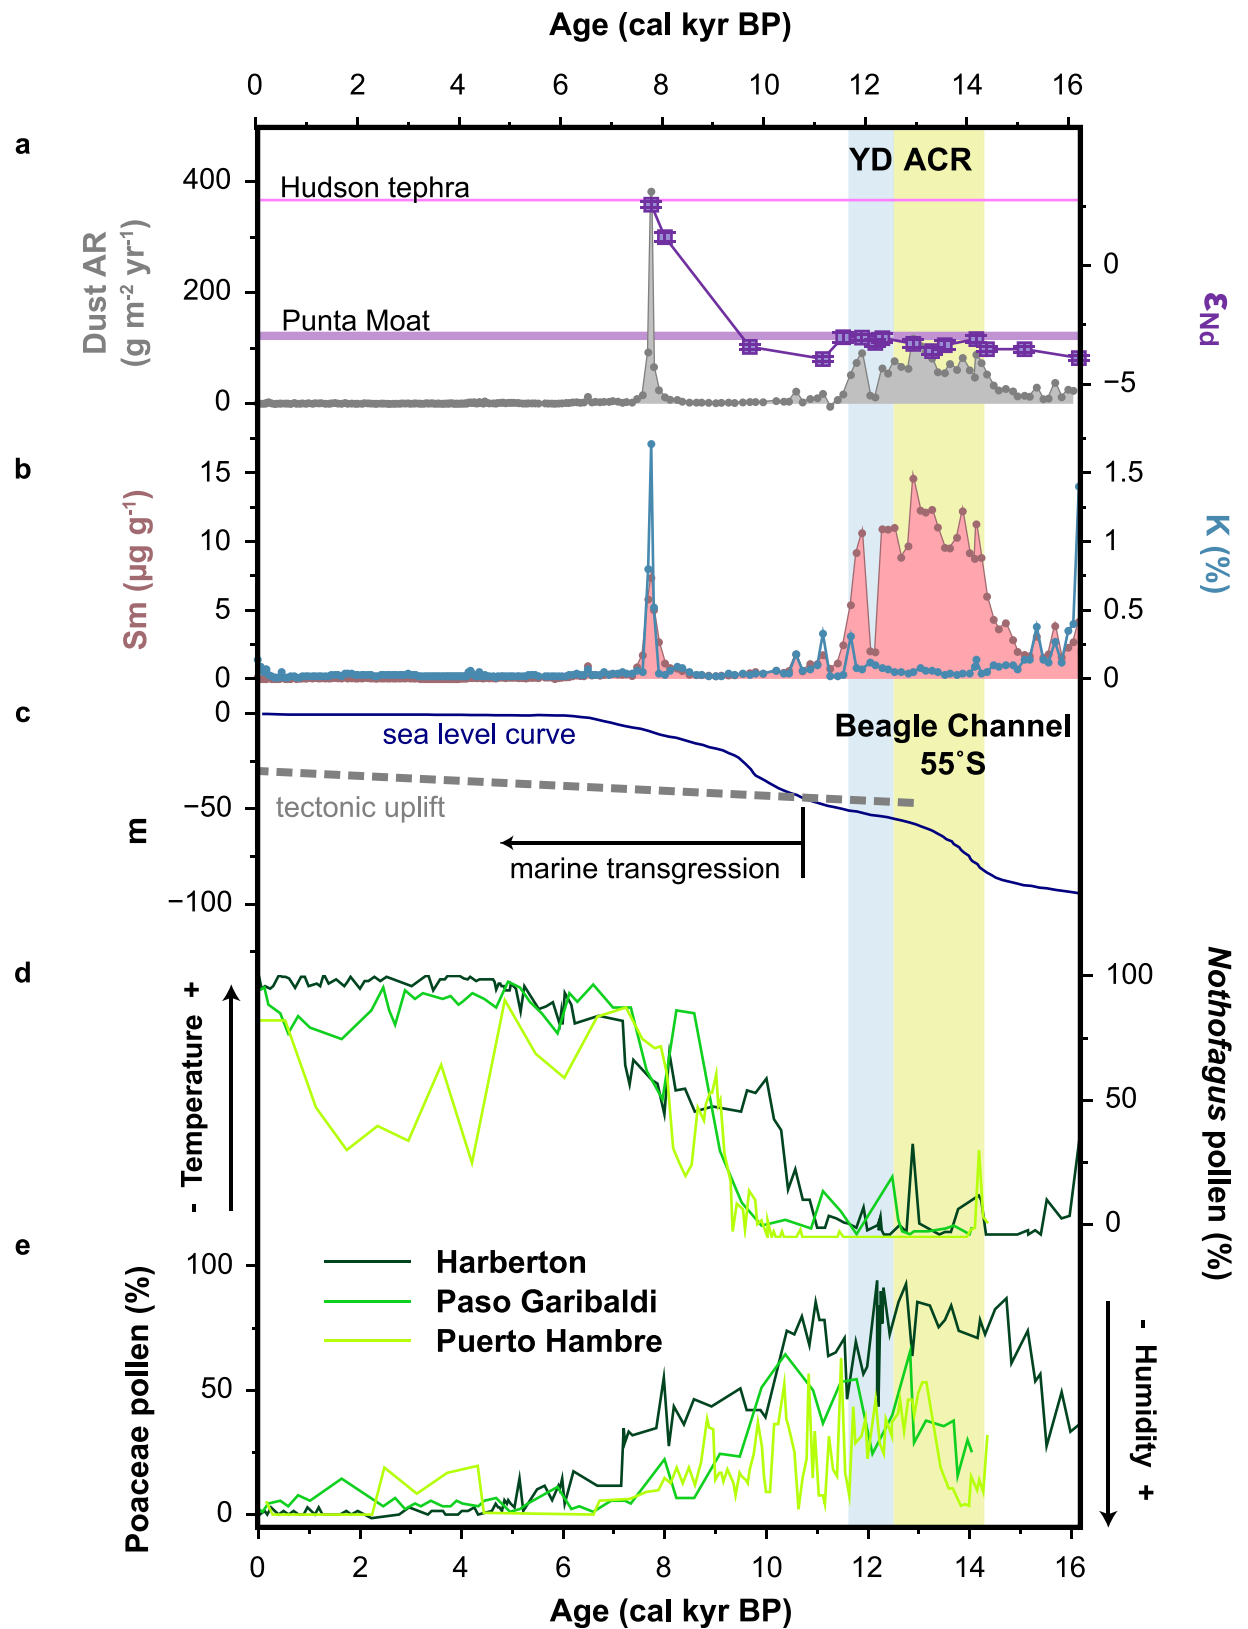 Age (cal kyr BP)
0 2 4 6 8 10 12 14 16
a
YD ACR
400
Hudson tephra
Dust AR
(g m⁻² yr⁻¹)
0
εNd
200
Punta Moat
−5
0
b
15
1.5
Sm (µg g⁻¹)
10
1
K (%)
5
0.5
0
0
c
0
Beagle Channel
55°S
sea level curve
−50
tectonic uplift
m
marine transgression
−100
d
- Temperature +
100
50
0
Nothofagus pollen (%)
e
100
Harberton
Paso Garibaldi
Puerto Hambre
Poaceae pollen (%)
50
- Humidity +
0
0 2 4 6 8 10 12 14 16
Age (cal kyr BP)